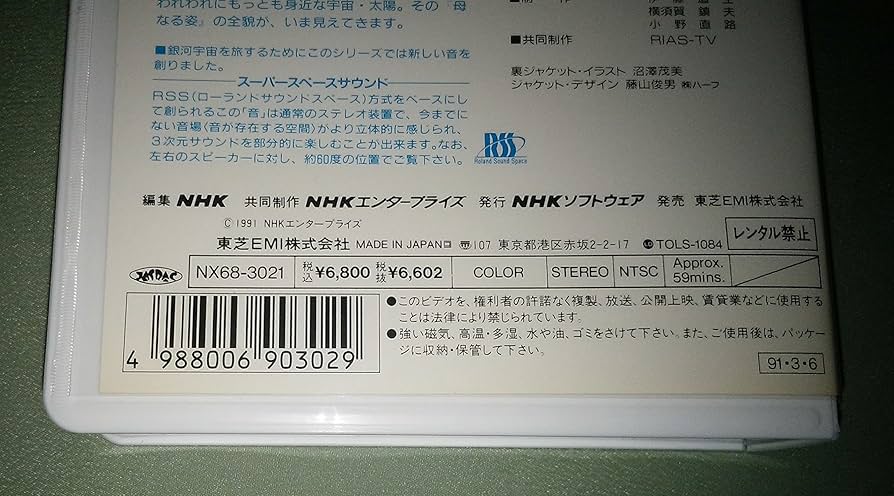 われわれにもっとも身近な宇宙・太陽。その『母
なる姿』の全貌が、いま見えてきます。
■銀河宇宙を旅するためにこのシリーズでは新しい音を
創りました。
スーパースペースサウンド
RSS(ローランドサウンドスペース)方式をベースにし
て創られるこの「音」は通常のステレオ装置で、今までに
ない音場(音が存在する空間)がより立体的に感じられ、
3次元サウンドを部分的に楽しむことが出来ます。なお、
左右のスピーカーに対し、約60度の位置でご覧下さい。
横須賀 鎮夫
小野直路
■共同制作 RIAS-TV
裏ジャケット・イラスト 沼澤茂美
ジャケット・デザイン 藤山俊男 ㈱ハーフ
RSS
Roland Sound Space
編集 NHK 共同制作 NHKエンタープライズ 発行 NHKソフトウェア 発売 東芝EMI株式会社
Ⓒ1991 NHKエンタープライズ
東芝EMI株式会社 MADE IN JAPAN 〠107 東京都港区赤坂2-2-17 TOLS-1084
レンタル禁止
JASRAC
NX68-3021 税込¥6,800 税抜¥6,602 COLOR STEREO NTSC Approx. 59mins.
4 988006 903029
●このビデオを、権利者の許諾なく複製、放送、公開上映、賃貸業などに使用する
ことは法律により禁じられています。
●強い磁気、高温・多湿、水や油、ゴミをさけて下さい。また、ご使用後は、パッケー
ジに収納・保管して下さい。
91・3・6